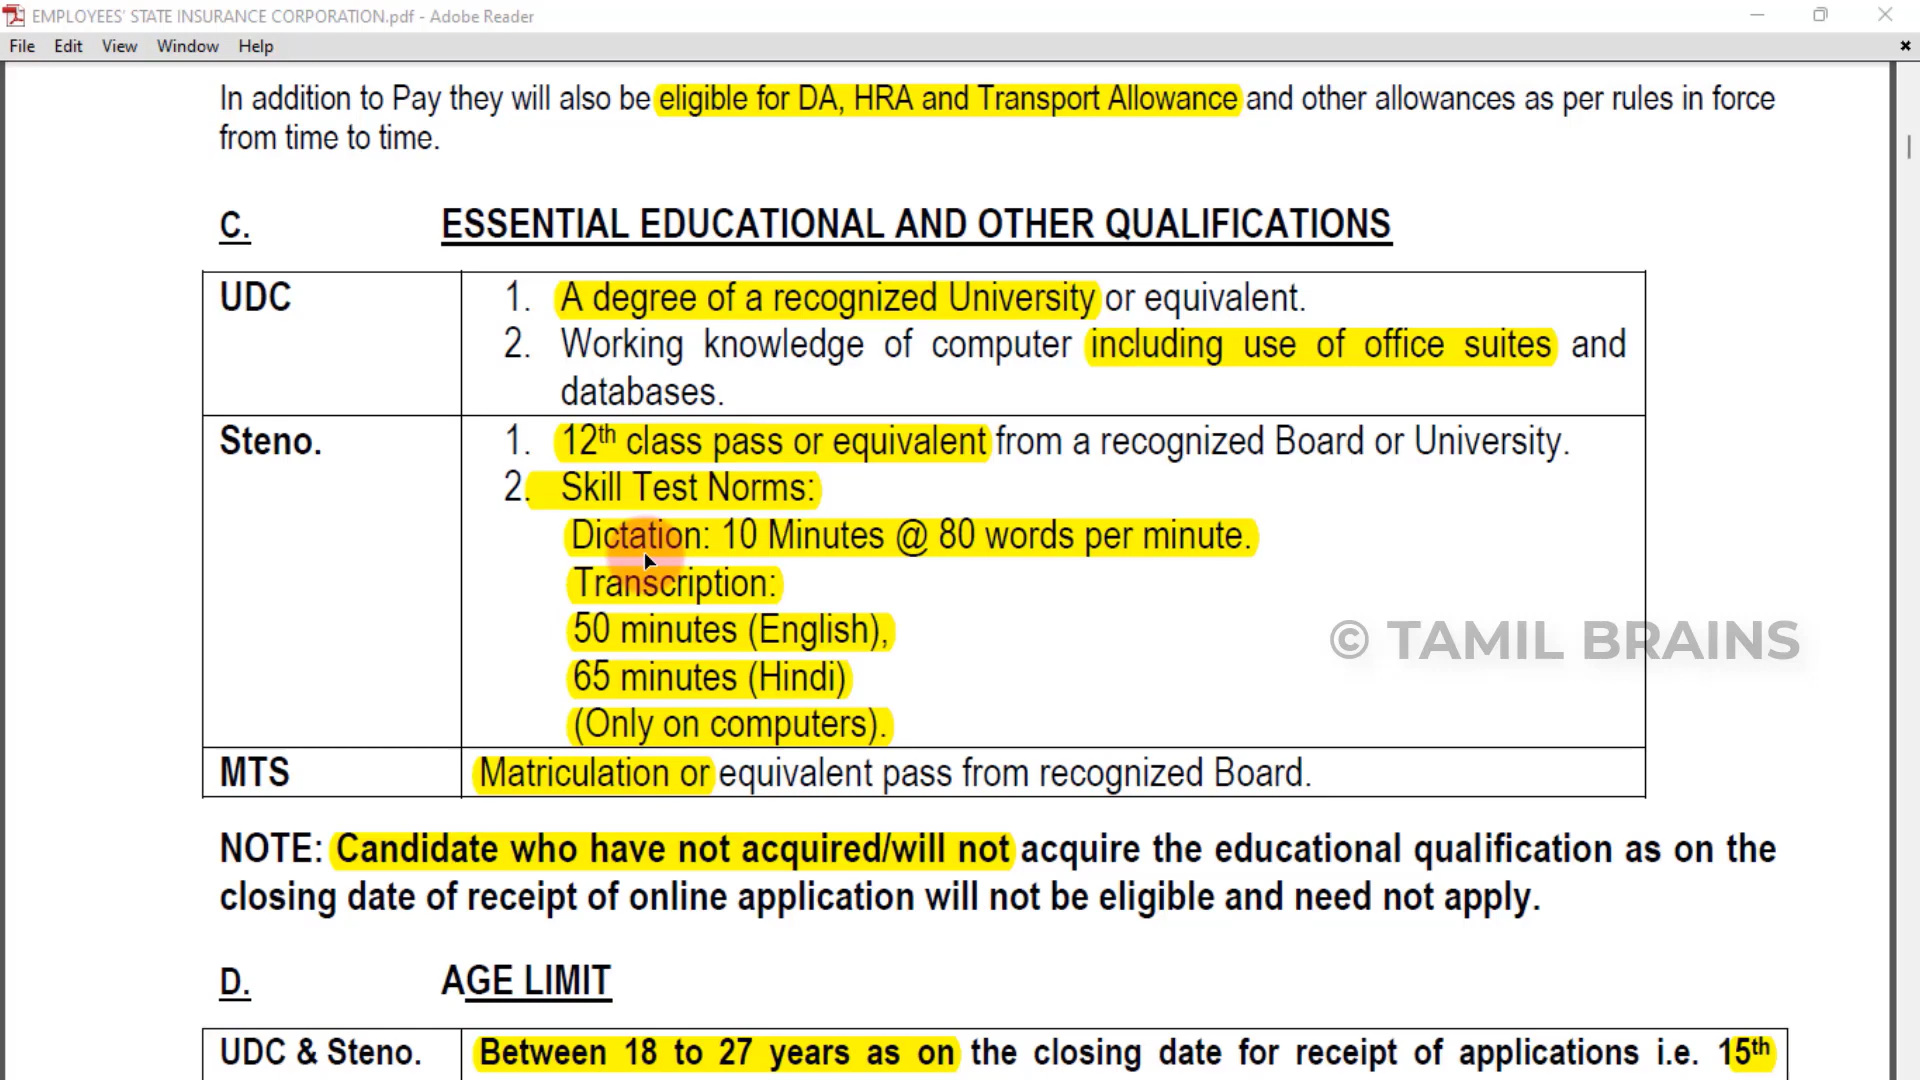 EMPLOYEES' STATE INSURANCE CORPORATION.pdf - Adobe Reader
File Edit View Window Help
In addition to Pay they will also be eligible for DA, HRA and Transport Allowance and other allowances as per rules in force
from time to time.
C. ESSENTIAL EDUCATIONAL AND OTHER QUALIFICATIONS
UDC 1. A degree of a recognized University or equivalent.
2. Working knowledge of computer including use of office suites and
databases.
Steno. 1. 12th class pass or equivalent from a recognized Board or University.
2. Skill Test Norms:
Dictation: 10 Minutes @ 80 words per minute.
Transcription:
50 minutes (English),
65 minutes (Hindi)
(Only on computers).
© TAMIL BRAINS
MTS Matriculation or equivalent pass from recognized Board.
NOTE: Candidate who have not acquired/will not acquire the educational qualification as on the
closing date of receipt of online application will not be eligible and need not apply.
D. AGE LIMIT
UDC & Steno. Between 18 to 27 years as on the closing date for receipt of applications i.e. 15th